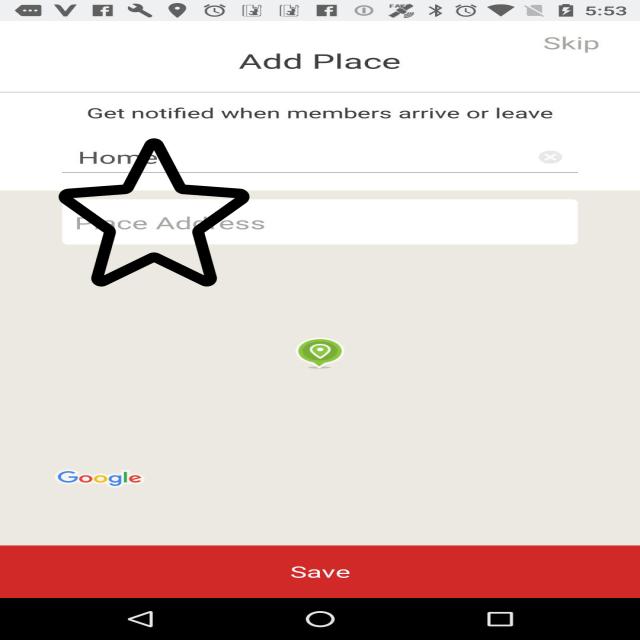 5:53
Skip
Add Place
Get notified when members arrive or leave
Home
Place Address
Google
Save